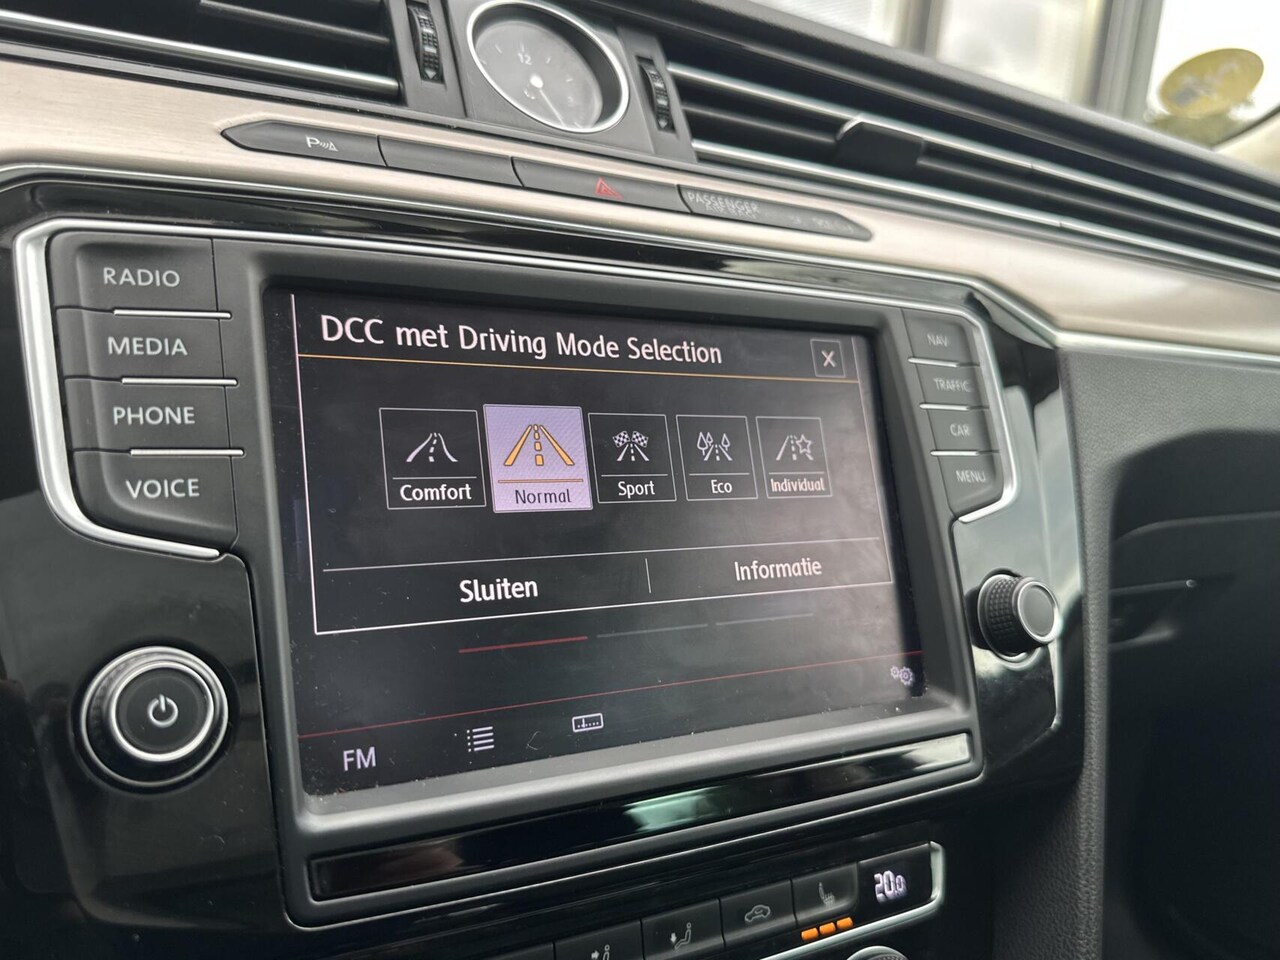 12
P
PASSENGER
RADIO
MEDIA
PHONE
VOICE
DCC met Driving Mode Selection
X
Comfort
Normal
Sport
Eco
Individual
Sluiten
Informatie
FM
NAV
TRAFFIC
CAR
MENU
20.0